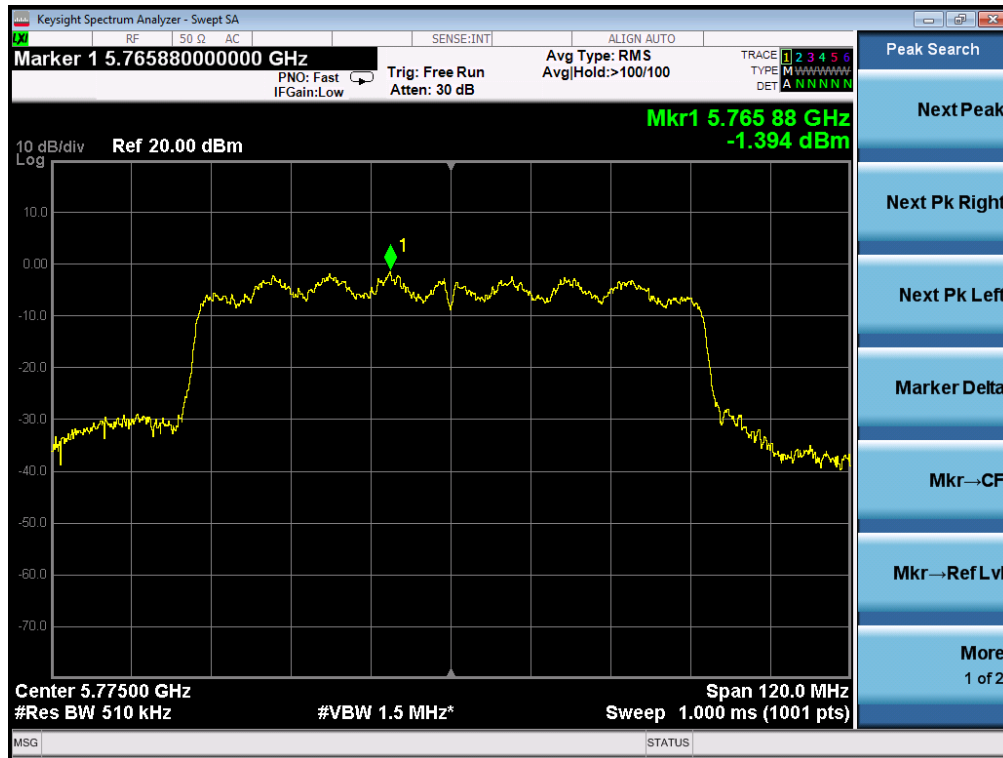 Keysight Spectrum Analyzer - Swept SA
LXI RF 50 Ω AC SENSE:INT ALIGN AUTO
Marker 1 5.765880000000 GHz
PNO: Fast
IFGain:Low
Trig: Free Run
Atten: 30 dB
Avg Type: RMS
Avg|Hold:>100/100
TRACE 1 2 3 4 5 6
TYPE M WWWWW
DET A N N N N N
Peak Search
Mkr1 5.765 88 GHz
-1.394 dBm
10 dB/div Ref 20.00 dBm
Log
10.0
0.00
-10.0
-20.0
-30.0
-40.0
-50.0
-60.0
-70.0
1
Center 5.77500 GHz
Span 120.0 MHz
#Res BW 510 kHz
#VBW 1.5 MHz*
Sweep 1.000 ms (1001 pts)
Next Peak
Next Pk Right
Next Pk Left
Marker Delta
Mkr→CF
Mkr→Ref Lvl
More
1 of 2
MSG
STATUS